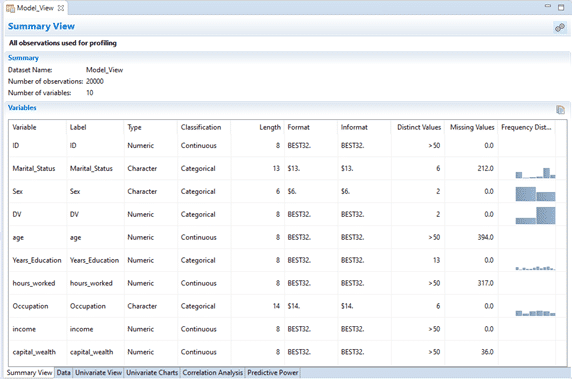 Model_View
Summary View
All observations used for profiling
Summary
Dataset Name: Model_View
Number of observations: 20000
Number of variables: 10
Variables
Variable Label Type Classification Length Format Informat Distinct Values Missing Values Frequency Dist...
ID ID Numeric Continuous 8 BEST32. BEST32. >50 0.0
Marital_Status Marital_Status Character Categorical 13 $13. $13. 6 212.0
Sex Sex Character Categorical 6 $6. $6. 2 0.0
DV DV Numeric Categorical 8 BEST32. BEST32. 2 0.0
age age Numeric Continuous 8 BEST32. BEST32. >50 394.0
Years_Education Years_Education Numeric Categorical 8 BEST32. BEST32. 13 0.0
hours_worked hours_worked Numeric Continuous 8 BEST32. BEST32. >50 317.0
Occupation Occupation Character Categorical 14 $14. $14. 6 0.0
income income Numeric Continuous 8 BEST32. BEST32. >50 0.0
capital_wealth capital_wealth Numeric Continuous 8 BEST32. BEST32. >50 36.0
Summary View Data Univariate View Univariate Charts Correlation Analysis Predictive Power